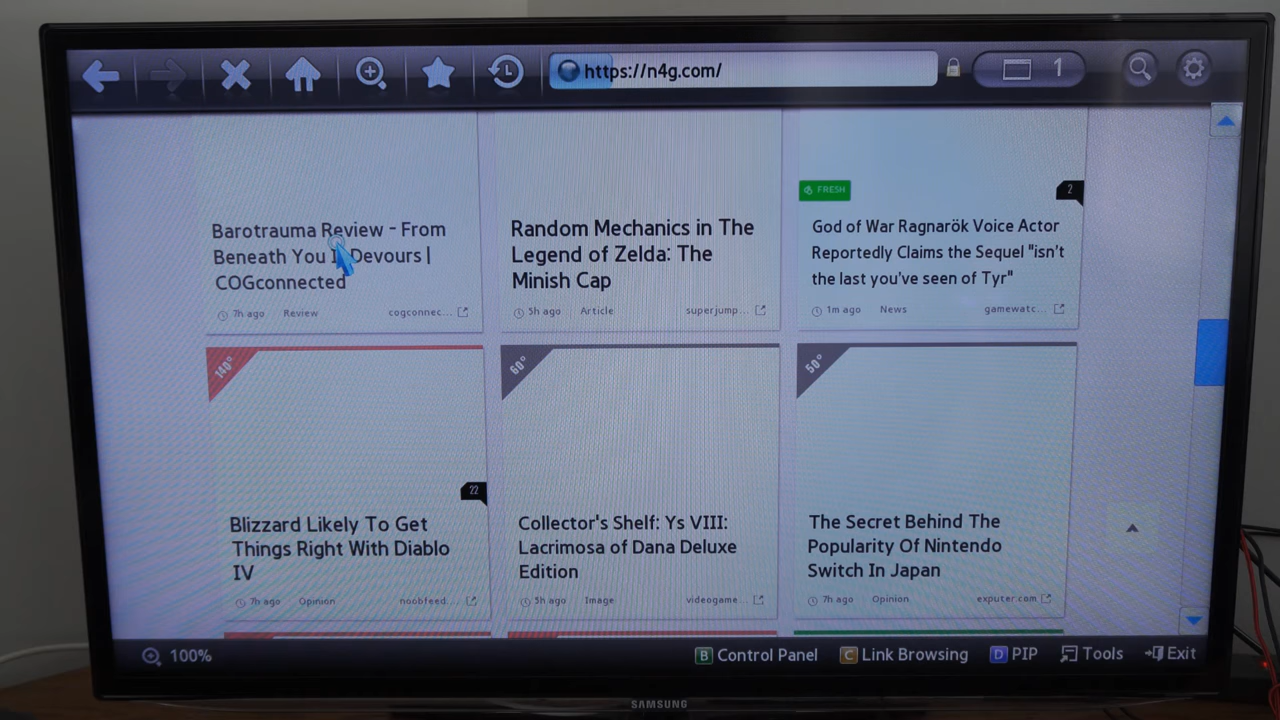 https://n4g.com/
1
FRESH
2
Barotrauma Review - From
Beneath You Devours |
COGconnected
7h ago Review cogconnec...
Random Mechanics in The
Legend of Zelda: The
Minish Cap
5h ago Article superjump...
God of War Ragnarök Voice Actor
Reportedly Claims the Sequel "isn't
the last you've seen of Tyr"
1m ago News gamewatc...
140°
22
Blizzard Likely To Get
Things Right With Diablo
IV
7h ago Opinion noobfeed...
60°
Collector's Shelf: Ys VIII:
Lacrimosa of Dana Deluxe
Edition
5h ago Image videogame...
50°
The Secret Behind The
Popularity Of Nintendo
Switch In Japan
7h ago Opinion exputer.com
100%
B Control Panel C Link Browsing D PIP Tools Exit
SAMSUNG